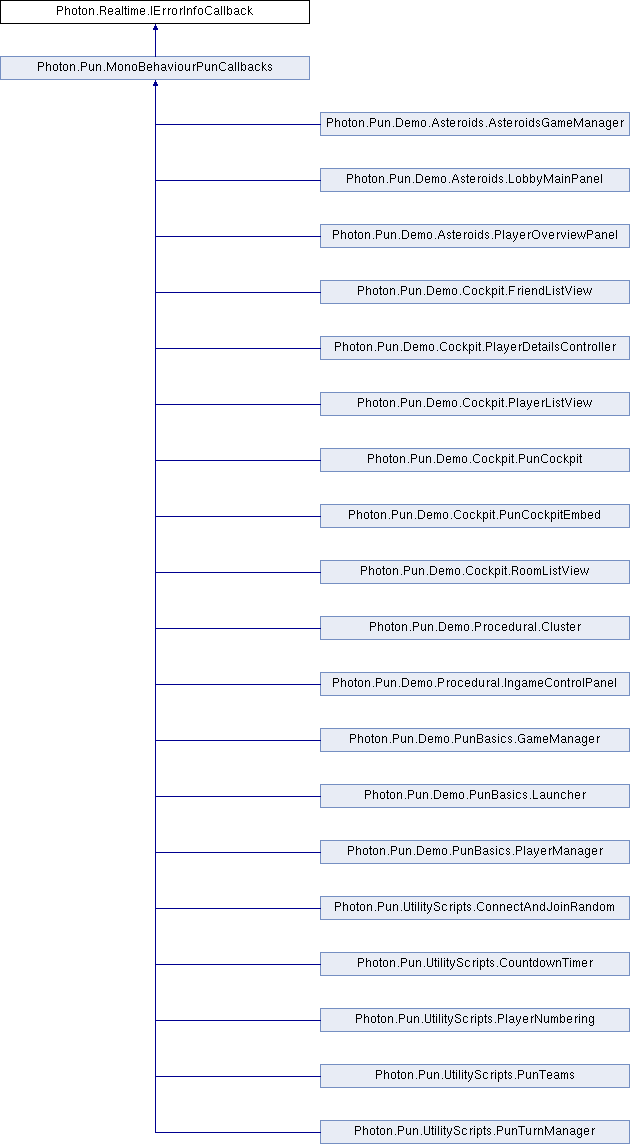 Photon.Realtime.IErrorInfoCallback
Photon.Pun.MonoBehaviourPunCallbacks
Photon.Pun.Demo.Asteroids.AsteroidsGameManager
Photon.Pun.Demo.Asteroids.LobbyMainPanel
Photon.Pun.Demo.Asteroids.PlayerOverviewPanel
Photon.Pun.Demo.Cockpit.FriendListView
Photon.Pun.Demo.Cockpit.PlayerDetailsController
Photon.Pun.Demo.Cockpit.PlayerListView
Photon.Pun.Demo.Cockpit.PunCockpit
Photon.Pun.Demo.Cockpit.PunCockpitEmbed
Photon.Pun.Demo.Cockpit.RoomListView
Photon.Pun.Demo.Procedural.Cluster
Photon.Pun.Demo.Procedural.IngameControlPanel
Photon.Pun.Demo.PunBasics.GameManager
Photon.Pun.Demo.PunBasics.Launcher
Photon.Pun.Demo.PunBasics.PlayerManager
Photon.Pun.UtilityScripts.ConnectAndJoinRandom
Photon.Pun.UtilityScripts.CountdownTimer
Photon.Pun.UtilityScripts.PlayerNumbering
Photon.Pun.UtilityScripts.PunTeams
Photon.Pun.UtilityScripts.PunTurnManager